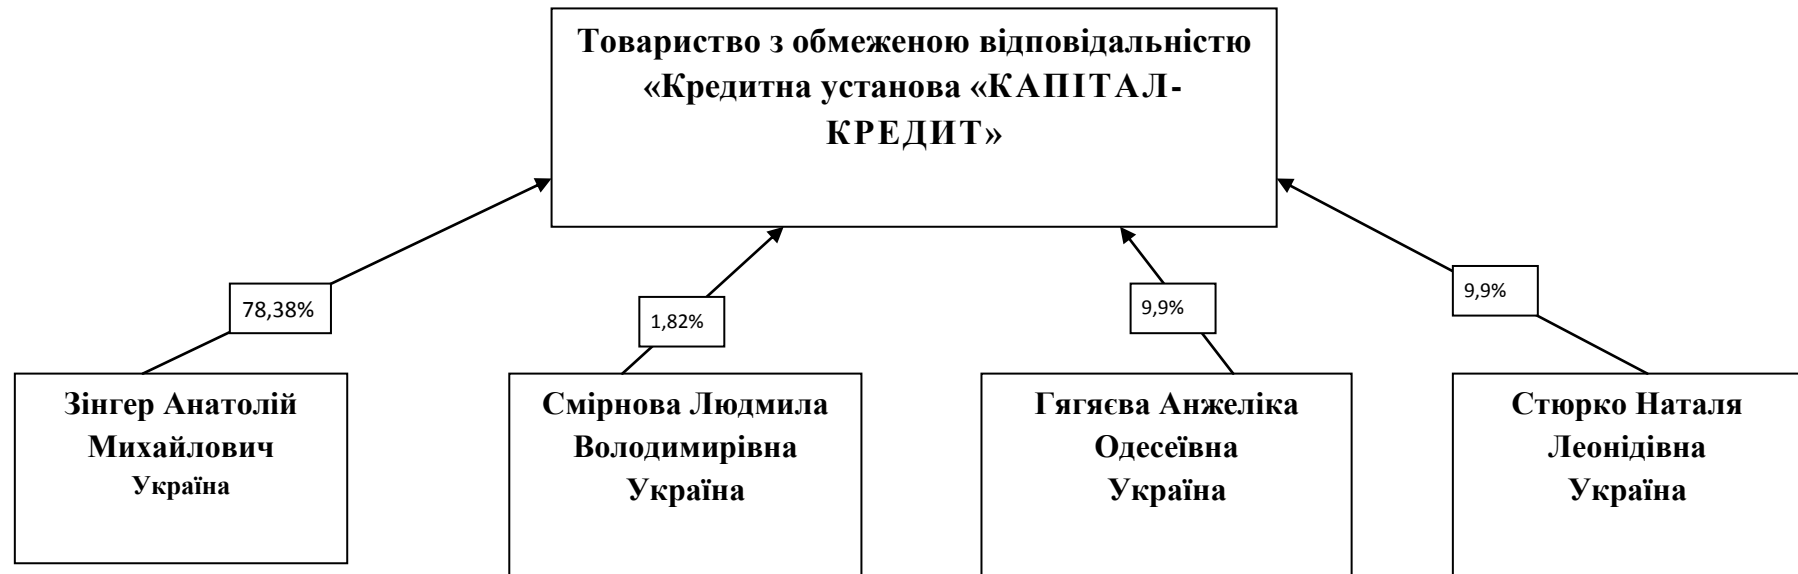 Товариство з обмеженою відповідальністю
«Кредитна установа «КАПІТАЛ-
КРЕДИТ»
78,38%
1,82%
9,9%
9,9%
Зінгер Анатолій
Михайлович
Україна
Смірнова Людмила
Володимирівна
Україна
Гягяєва Анжеліка
Одесеївна
Україна
Стюрко Наталя
Леонідівна
Україна